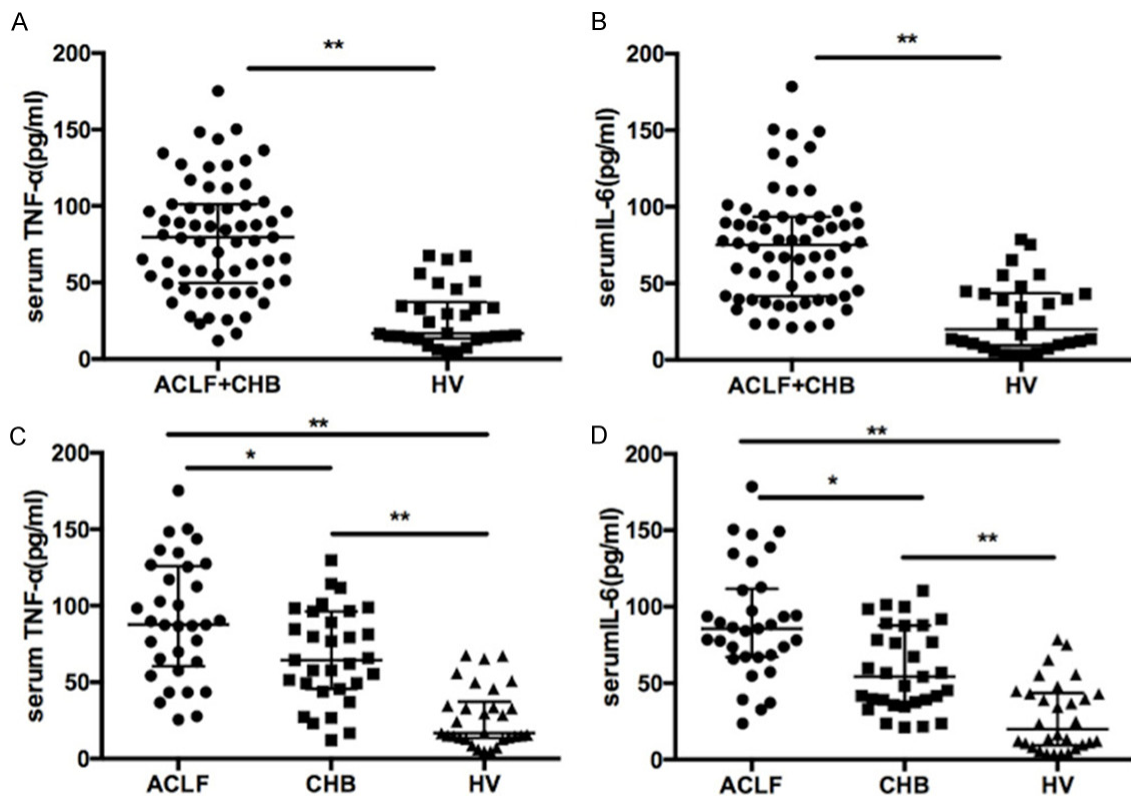 A
serum TNF-α(pg/ml)
200
150
100
50
0
**
ACLF+CHB
HV
B
serumIL-6(pg/ml)
200
150
100
50
0
**
ACLF+CHB
HV
C
serum TNF-α(pg/ml)
200
150
100
50
0
**
*
**
ACLF
CHB
HV
D
serumIL-6(pg/ml)
200
150
100
50
0
**
*
**
ACLF
CHB
HV